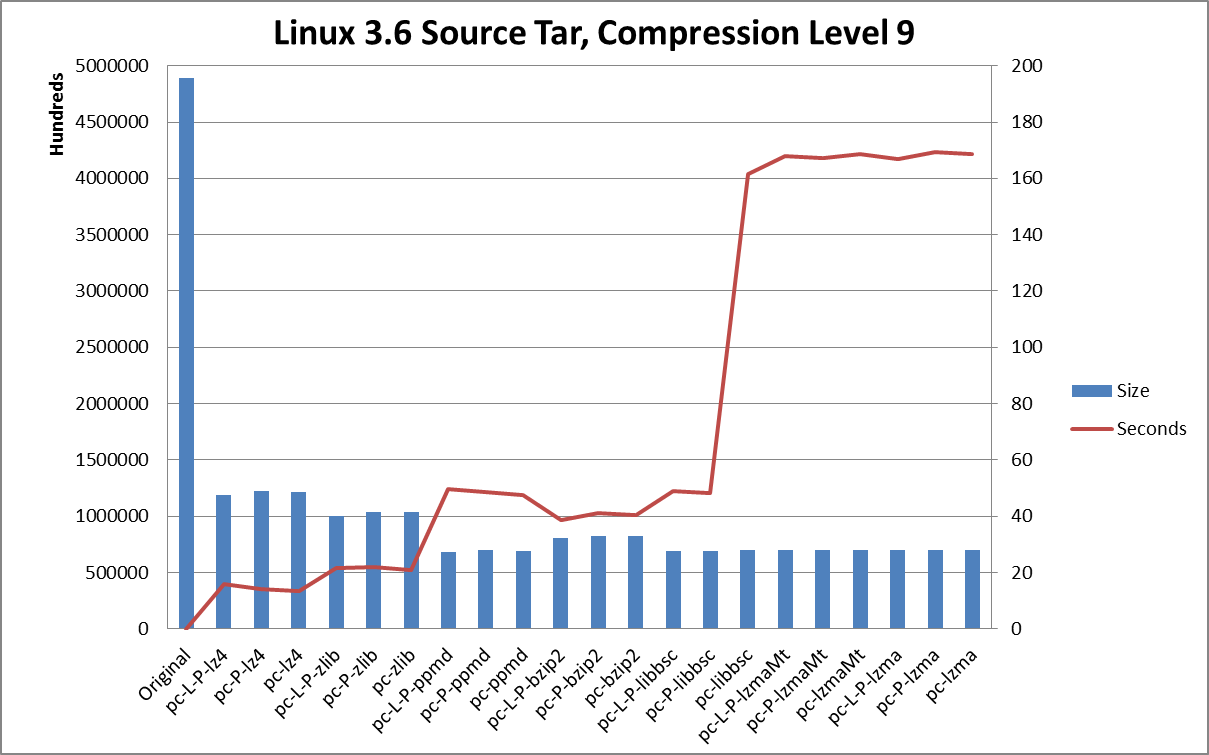 Linux 3.6 Source Tar, Compression Level 9
Hundreds
5000000
4500000
4000000
3500000
3000000
2500000
2000000
1500000
1000000
500000
0
200
180
160
140
120
100
80
60
40
20
0
Size
Seconds
Original
pc-L-P-lz4
pc-P-lz4
pc-lz4
pc-L-P-zlib
pc-P-zlib
pc-zlib
pc-L-P-ppmd
pc-P-ppmd
pc-ppmd
pc-L-P-bzip2
pc-P-bzip2
pc-bzip2
pc-L-P-libbsc
pc-P-libbsc
pc-libbsc
pc-L-P-lzmaMt
pc-P-lzmaMt
pc-lzmaMt
pc-L-P-lzma
pc-P-lzma
pc-lzma